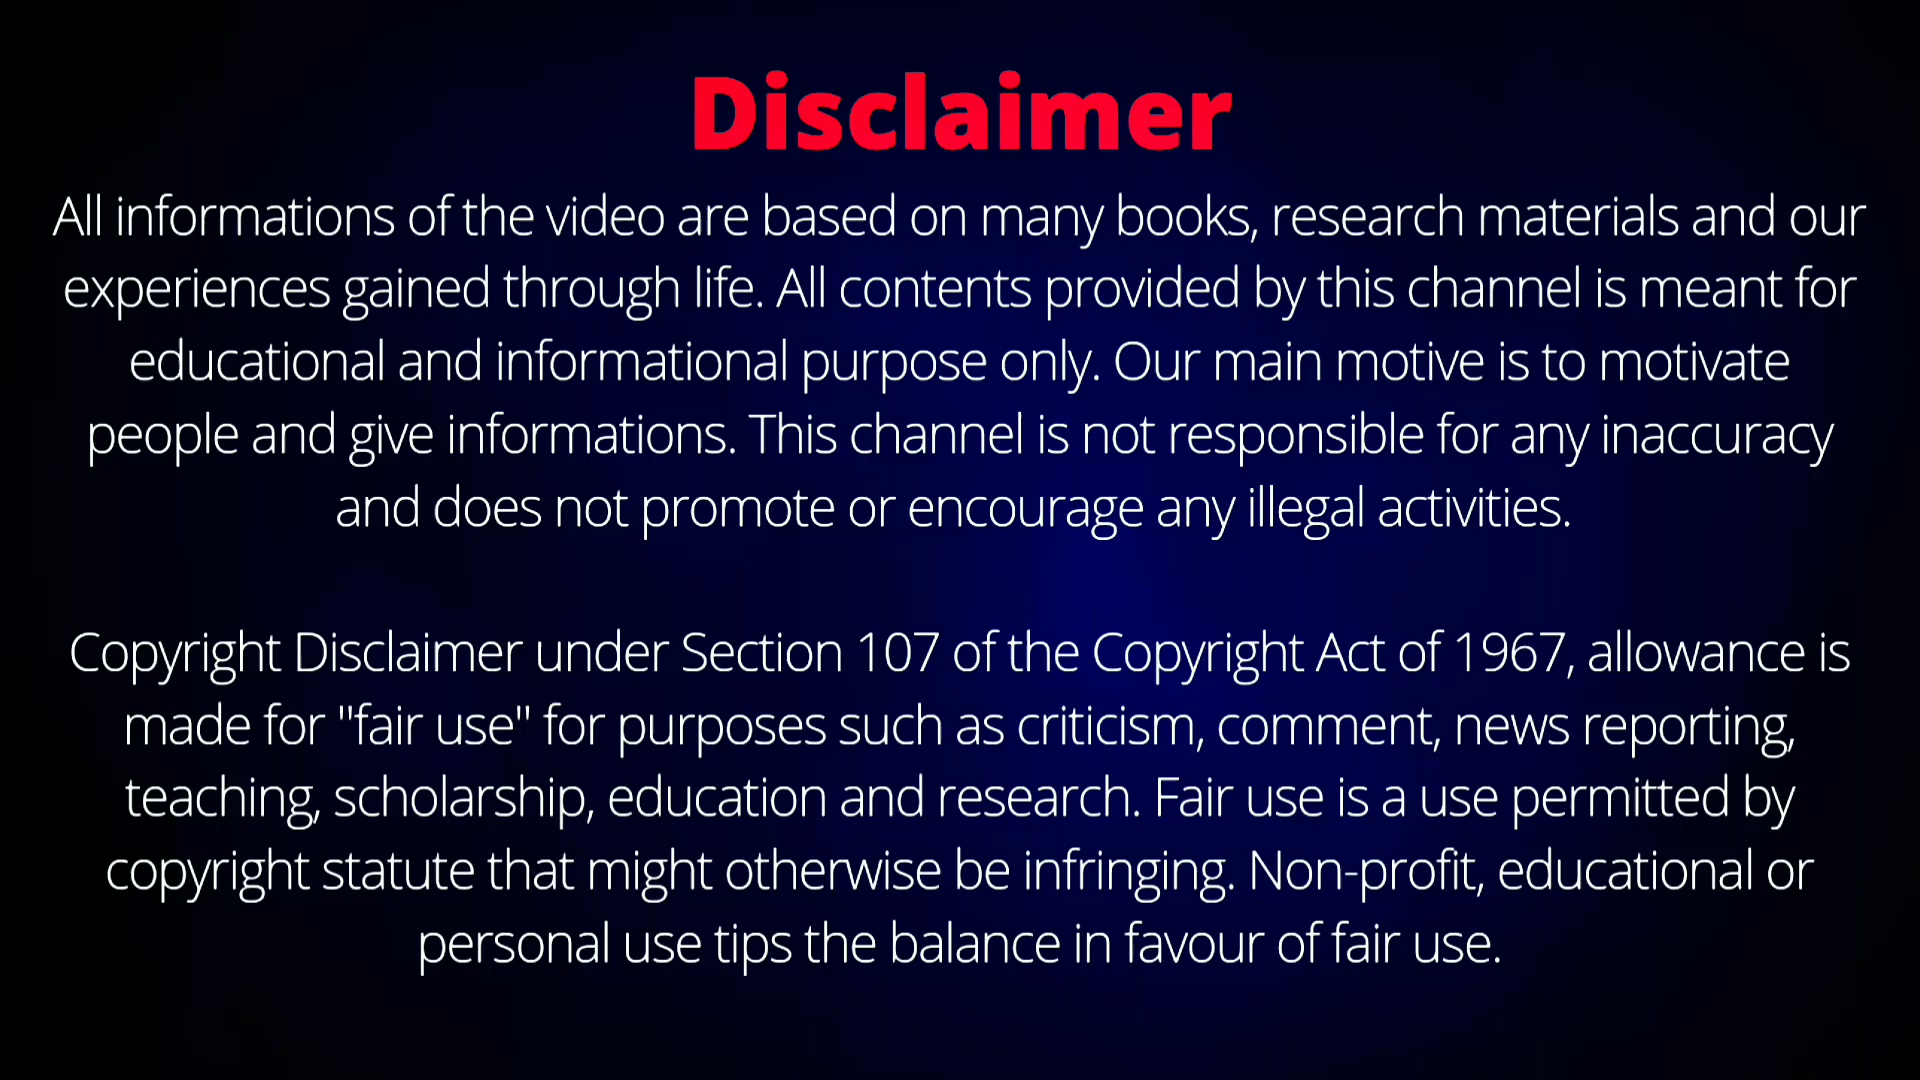 Disclaimer
All informations of the video are based on many books, research materials and our
experiences gained through life. All contents provided by this channel is meant for
educational and informational purpose only. Our main motive is to motivate
people and give informations. This channel is not responsible for any inaccuracy
and does not promote or encourage any illegal activities.
Copyright Disclaimer under Section 107 of the Copyright Act of 1967, allowance is
made for "fair use" for purposes such as criticism, comment, news reporting,
teaching, scholarship, education and research. Fair use is a use permitted by
copyright statute that might otherwise be infringing. Non-profit, educational or
personal use tips the balance in favour of fair use.